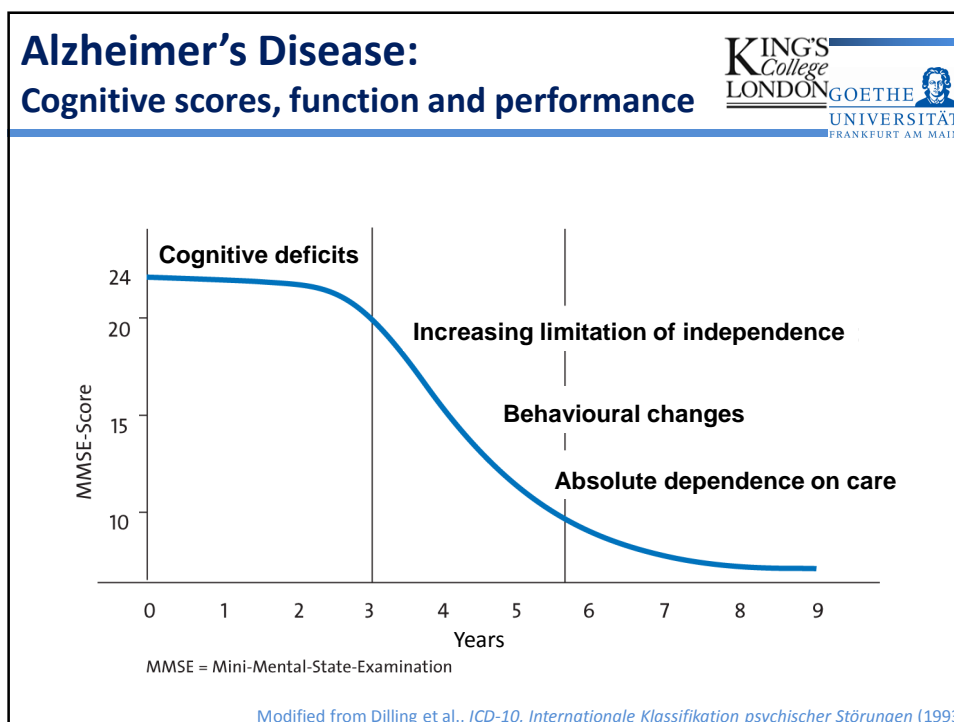 Alzheimer's Disease:
Cognitive scores, function and performance
KING'S
College
LONDON
GOETHE
UNIVERSITÄT
FRANKFURT AM MAIN
Cognitive deficits
24
20
Increasing limitation of independence
15
Behavioural changes
Absolute dependence on care
10
MMSE-Score
0 1 2 3 4 5 6 7 8 9
Years
MMSE = Mini-Mental-State-Examination
Modified from Dilling et al., ICD-10, Internationale Klassifikation psychischer Störungen (1993